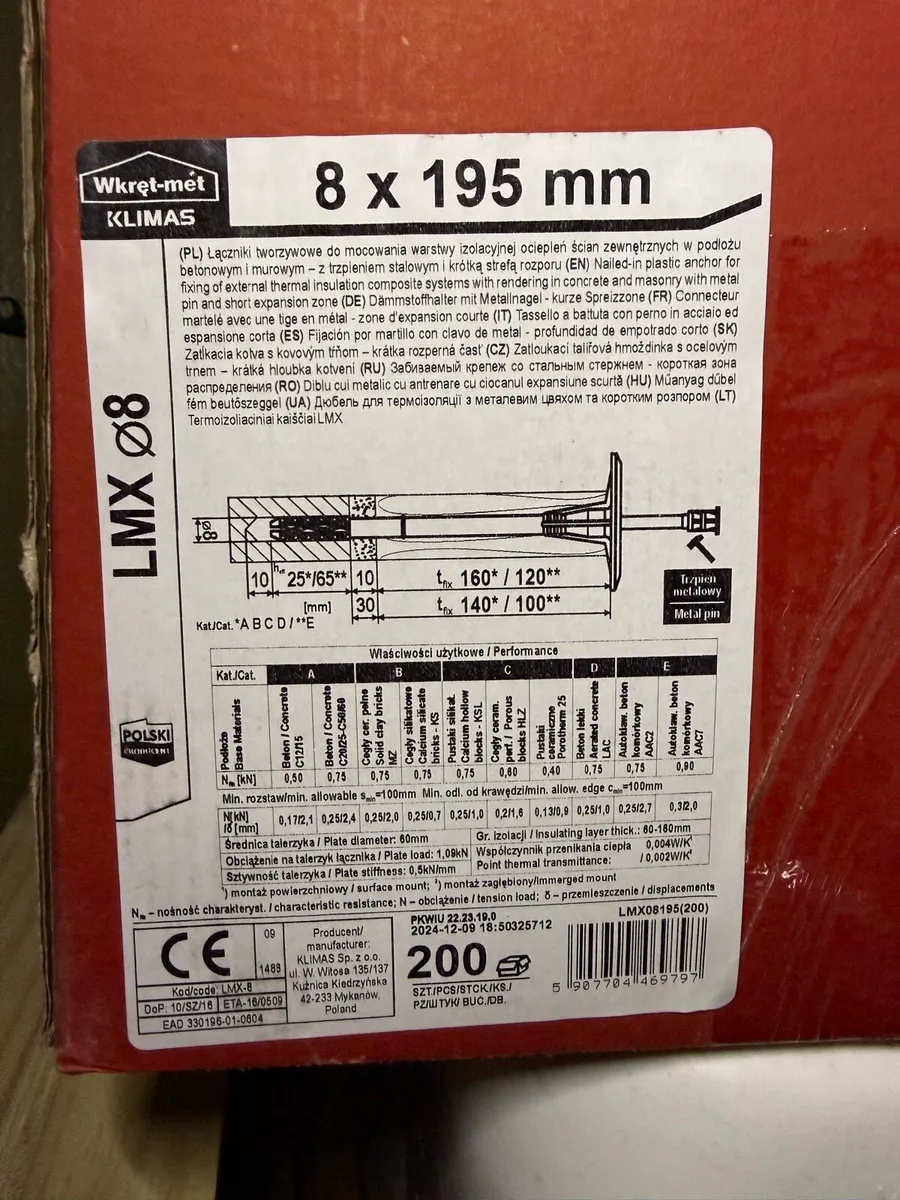 Wkręt-met
KLIMAS
8 x 195 mm
LMX Ø8
(PL) Łączniki tworzywowe do mocowania warstwy izolacyjnej ociepleń ścian zewnętrznych w podłożu
betonowym i murowym – z trzpieniem stalowym i krótką strefą rozporu (EN) Nailed-in plastic anchor for
fixing of external thermal insulation composite systems with rendering in concrete and masonry with metal
pin and short expansion zone (DE) Dämmstoffhalter mit Metallnagel - kurze Spreizzone (FR) Connecteur
martelé avec une tige en métal - zone d'expansion courte (IT) Tassello a battuta con perno in acciaio ed
espansione corta (ES) Fijación por martillo con clavo de metal - profundidad de empotrado corto (SK)
Zatĺkacia kotva s kovovým tŕňom – krátka rozperná časť (CZ) Zatloukací talířová hmoždinka s ocelovým
trnem – krátká hloubka kotvení (RU) Забиваемый крепеж со стальным стержнем - короткая зона
распределения (RO) Diblu cui metalic cu antrenare cu ciocanul expansiune scurtă (HU) Műanyag dűbel
fém beutőszeggel (UA) Дюбель для термоізоляції з металевим цвяхом та коротким розпором (LT)
Termoizoliaciniai kaiščiai LMX
Ø8
10 hₑff 25*/65** 10 tfix 160* / 120**
[mm] 30 tfix 140* / 100**
Kat./Cat. *A B C D / **E
Trzpień
metalowy
Metal pin
POLSKI
PRODUCENT
Właściwości użytkowe / Performance
Kat./Cat. A B C D E
Podłoże
Base Materials
Beton / Concrete
C12/15
Beton / Concrete
C20/25-C50/60
Cegły cer. pełne
Solid clay bricks
MZ
Cegły silikatowe
Calcium silicate
bricks - KS
Pustaki silikat.
Calcium hollow
blocks - KSL
Cegły ceram.
perf. / Porous
blocks HLZ
Pustaki
ceramiczne
Porotherm 25
Beton lekki
Aerated concrete
LAC
Autoklaw. beton
komórkowy
AAC2
Autoklaw. beton
komórkowy
AAC7
NRk [kN] 0,50 0,75 0,75 0,75 0,75 0,60 0,40 0,75 0,75 0,90
Min. rozstaw/min. allowable smin=100mm Min. odl. od krawędzi/min. allow. edge cmin=100mm
N[kN]
/δ [mm] 0,17/2,1 0,25/2,4 0,25/2,0 0,25/0,7 0,25/1,0 0,2/1,6 0,13/0,9 0,25/1,0 0,25/2,7 0,3/2,0
Średnica talerzyka / Plate diameter: 60mm
Obciążenie na talerzyk łącznika / Plate load: 1,09kN
Sztywność talerzyka / Plate stiffness: 0,5kN/mm
Gr. izolacji / Insulating layer thick.: 60-160mm
Współczynnik przenikania ciepła 0,004W/K¹
Point thermal transmittance: / 0,002W/K²
¹) montaż powierzchniowy / surface mount; ²) montaż zagłębiony/immerged mount
NRk – nośność charakteryst. / characteristic resistance; N – obciążenie / tension load; δ – przemieszczenie / displacements
CE
09
1488
Kod/code: LMX-8
DoP: 10/SZ/16 ETA-16/0509
EAD 330196-01-0604
Producent/
manufacturer:
KLIMAS Sp. z o.o.
ul. W. Witosa 135/137
Kuźnica Kiedrzyńska
42-233 Mykanów,
Poland
PKWIU 22.23.19.0
2024-12-09 18:50325712
200
SZT./PCS/STCK./KS./
PZ/ШTУK/ BUC./DB.
LMX08195(200)
5 907704 469797